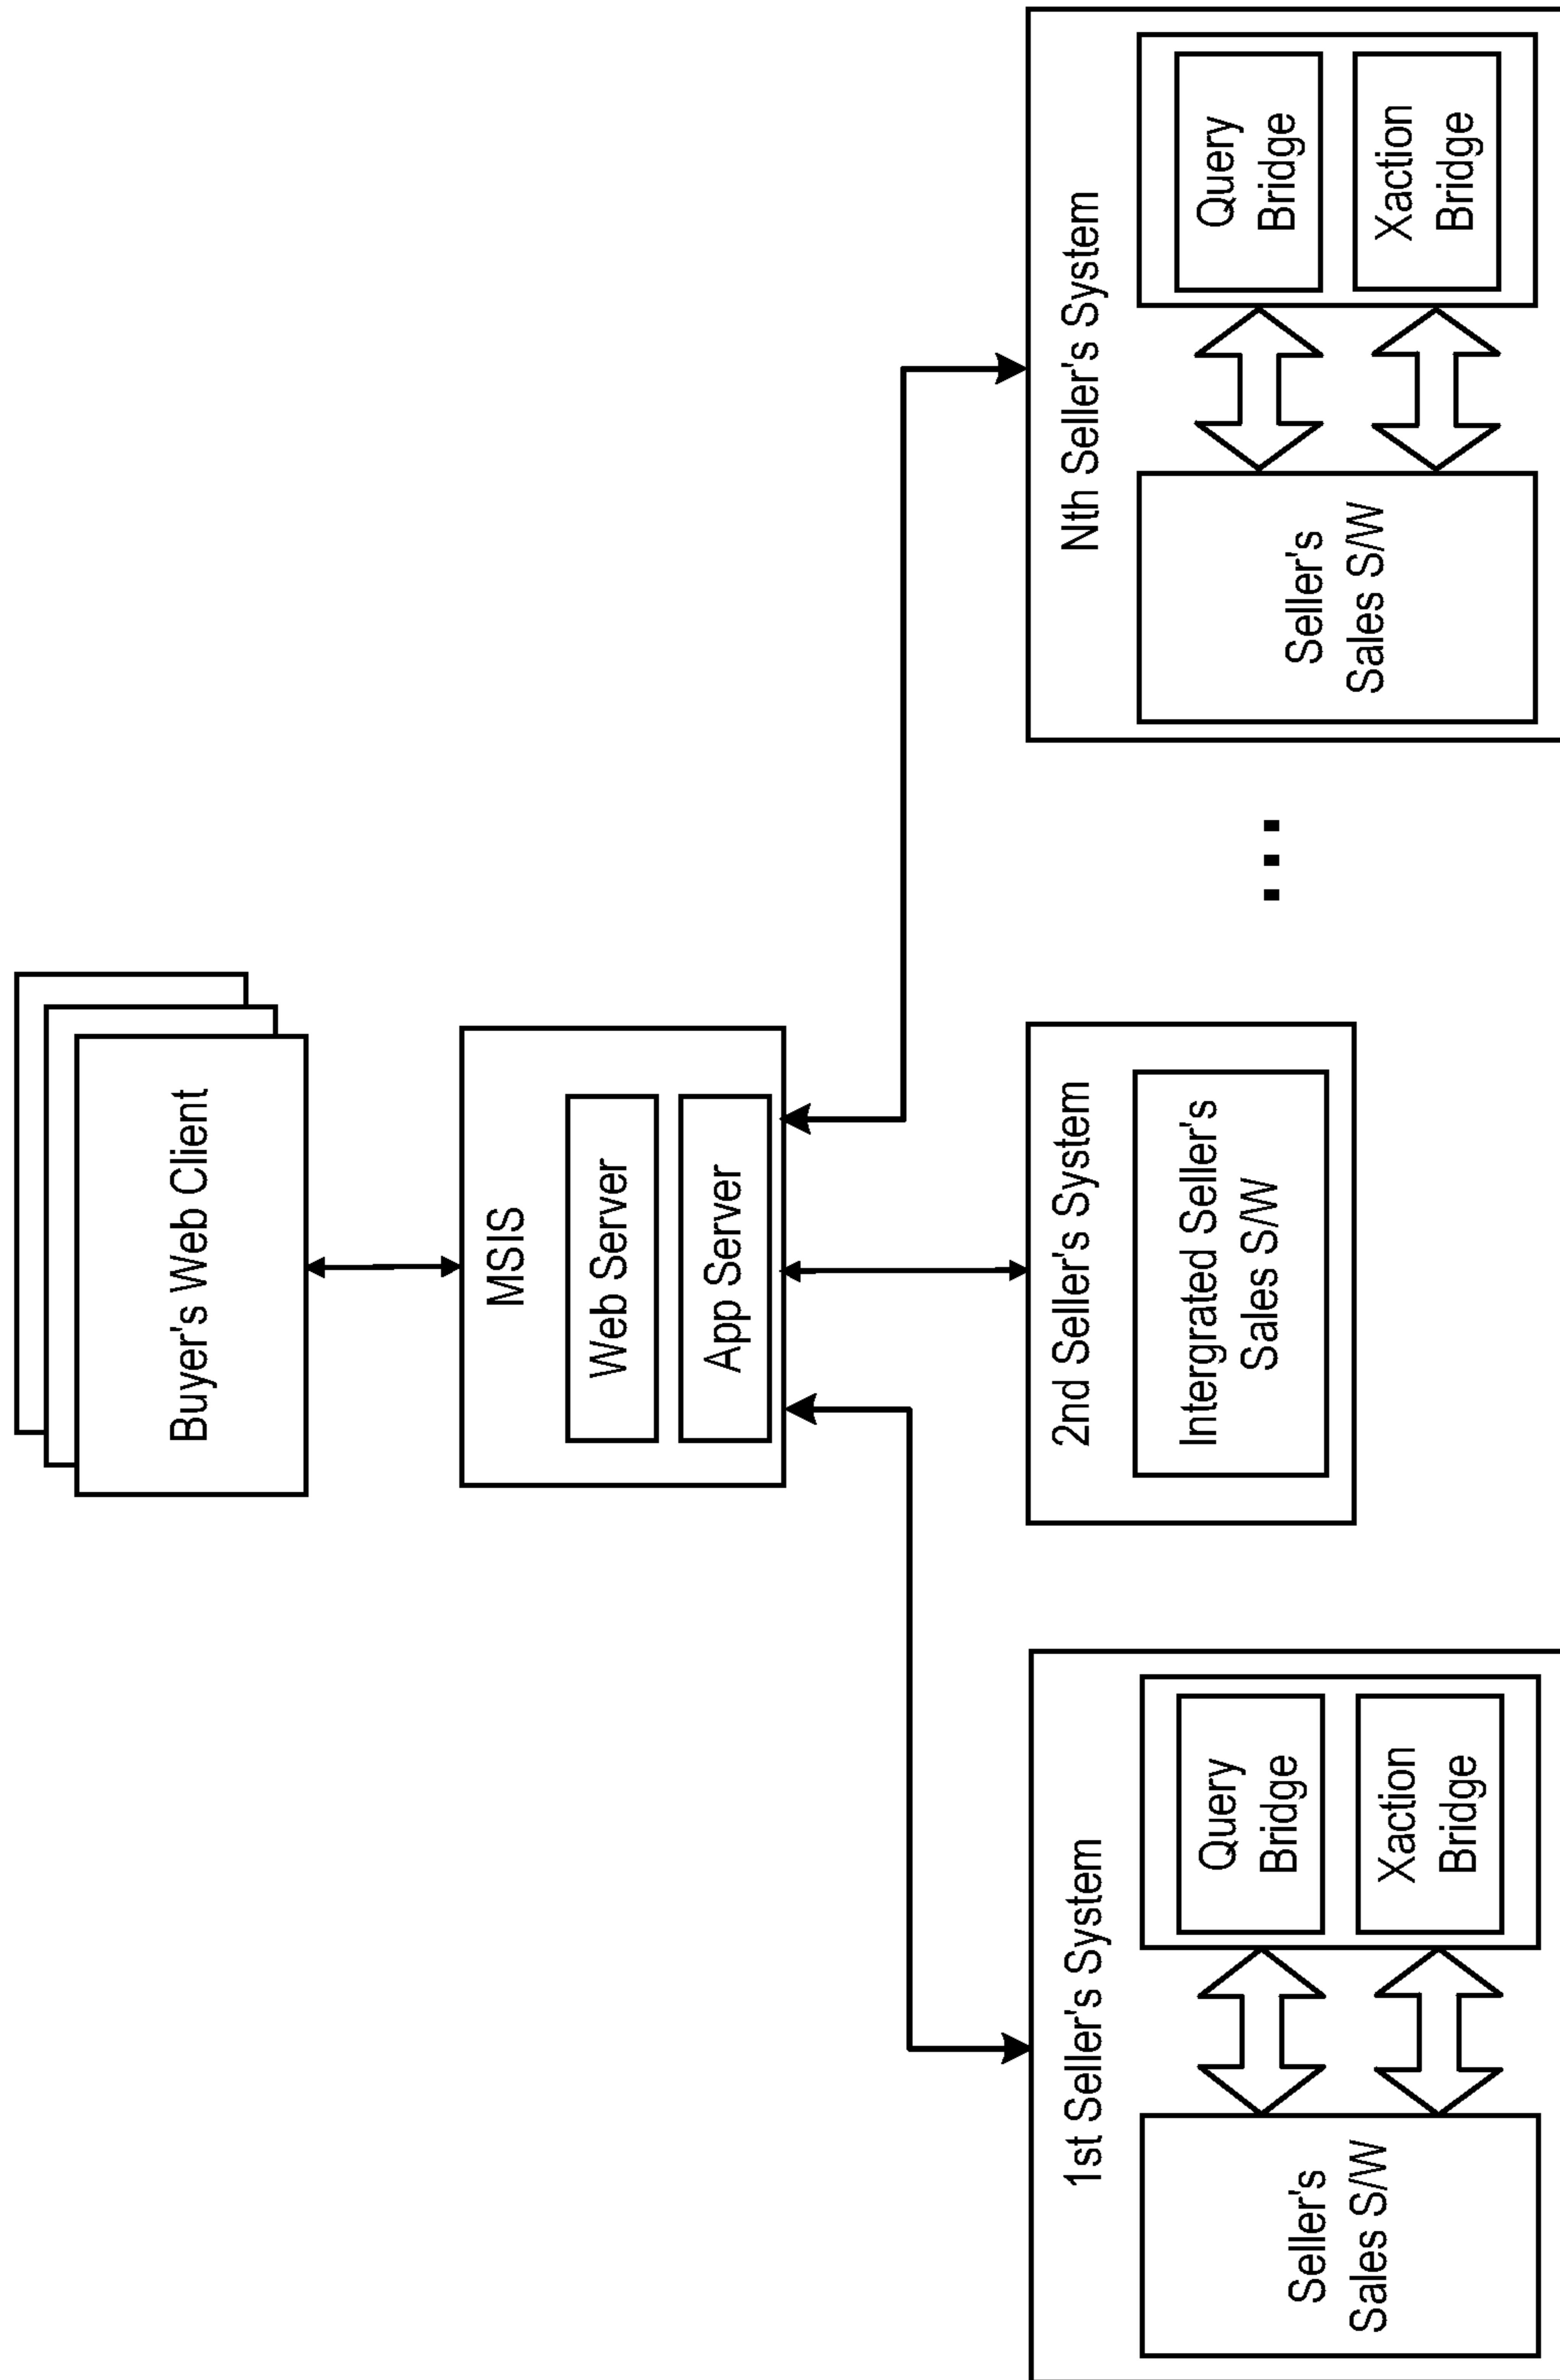 Buyer's Web Client
MSIS
Web Server
App Server
1st Seller's System
Seller's
Sales S/W
Query
Bridge
Xaction
Bridge
2nd Seller's System
Intergrated Seller's
Sales S/W
...
Nth Seller's System
Seller's
Sales S/W
Query
Bridge
Xaction
Bridge